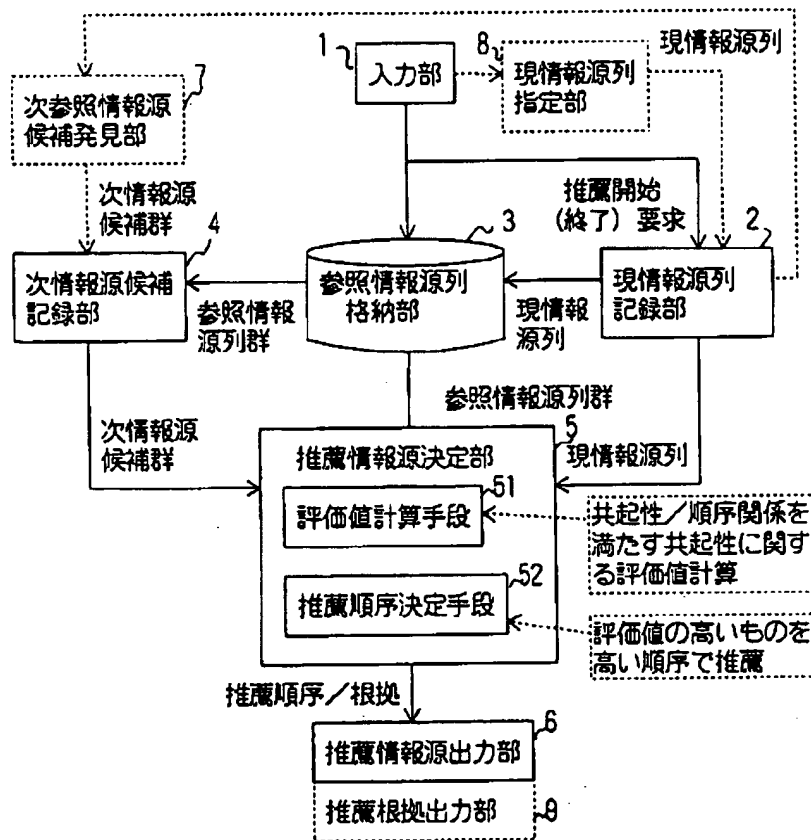 現情報源列
1
入力部
8
現情報源列
指定部
7
次参照情報源
候補発見部
次情報源
候補群
推薦開始
(終了)要求
4
次情報源候補
記録部
3
参照情報源列
格納部
2
現情報源列
記録部
参照情報
源列群
現情報
源列
参照情報源列群
次情報源
候補群
現情報源列
5
推薦情報源決定部
51
評価値計算手段
共起性/順序関係を
満たす共起性に関す
る評価値計算
52
推薦順序決定手段
評価値の高いものを
高い順序で推薦
推薦順序/根拠
6
推薦情報源出力部
推薦根拠出力部
9